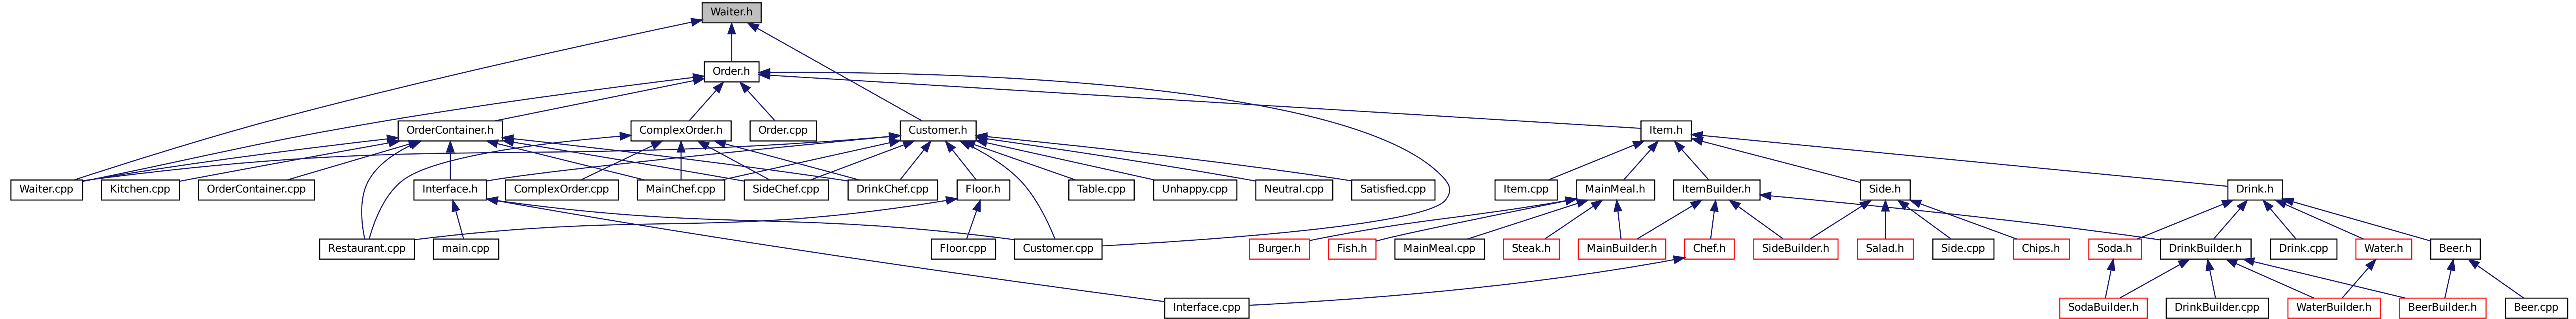 Waiter.h
Order.h
OrderContainer.h
ComplexOrder.h
Order.cpp
Customer.h
Item.h
Waiter.cpp
Kitchen.cpp
OrderContainer.cpp
Interface.h
ComplexOrder.cpp
MainChef.cpp
SideChef.cpp
DrinkChef.cpp
Floor.h
Table.cpp
Unhappy.cpp
Neutral.cpp
Satisfied.cpp
Item.cpp
MainMeal.h
ItemBuilder.h
Side.h
Drink.h
Restaurant.cpp
main.cpp
Floor.cpp
Customer.cpp
Burger.h
Fish.h
MainMeal.cpp
Steak.h
MainBuilder.h
Chef.h
SideBuilder.h
Salad.h
Side.cpp
Chips.h
Soda.h
DrinkBuilder.h
Drink.cpp
Water.h
Beer.h
Interface.cpp
SodaBuilder.h
DrinkBuilder.cpp
WaterBuilder.h
BeerBuilder.h
Beer.cpp